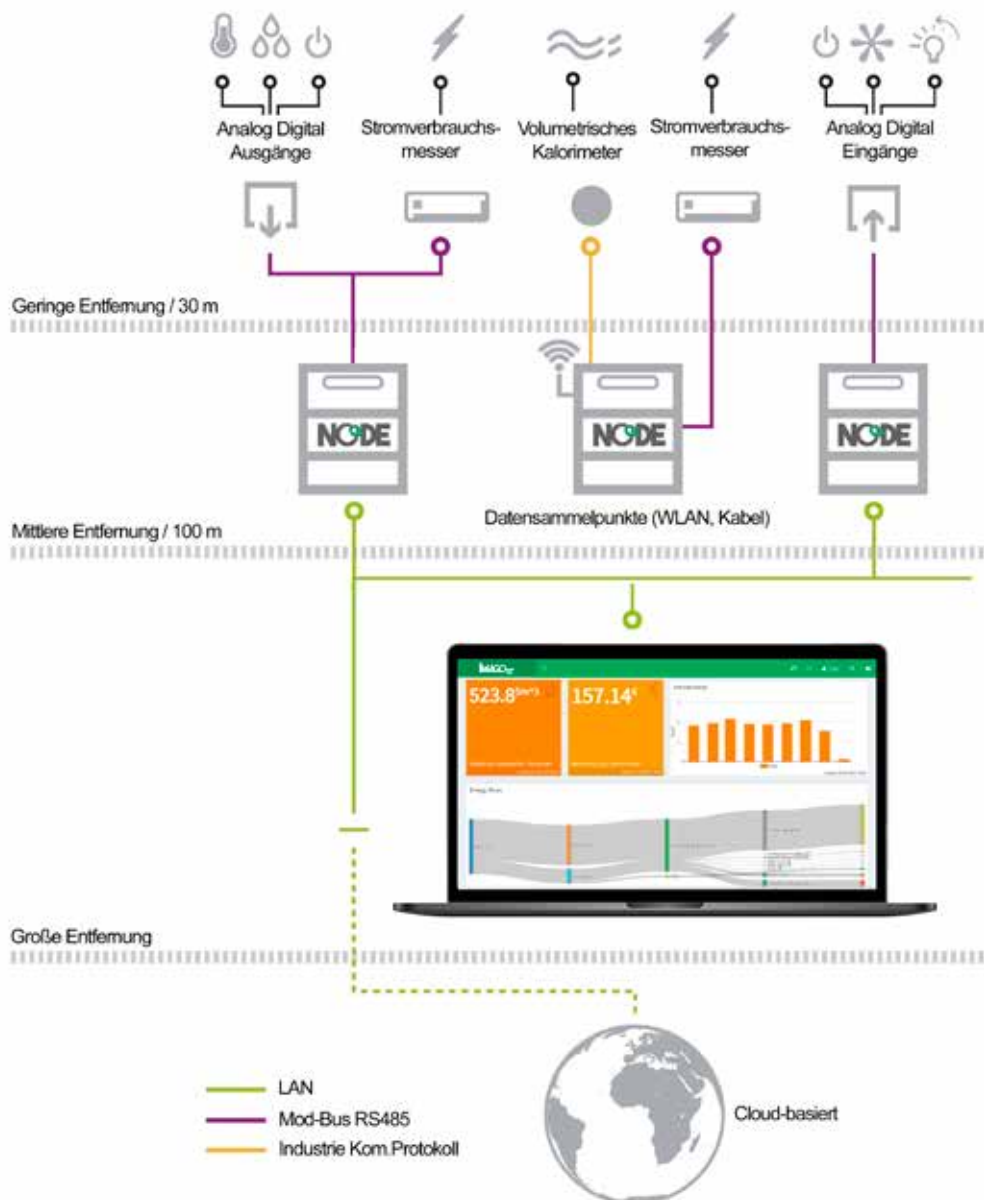 Analog Digital
Ausgänge
Stromverbrauchs-
messer
Volumetrisches
Kalorimeter
Stromverbrauchs-
messer
Analog Digital
Eingänge
Geringe Entfernung / 30 m
NODE
NODE
NODE
Datensammelpunkte (WLAN, Kabel)
Mittlere Entfernung / 100 m
523.8
157.14
Große Entfernung
LAN
Mod-Bus RS485
Industrie Kom.Protokoll
Cloud-basiert